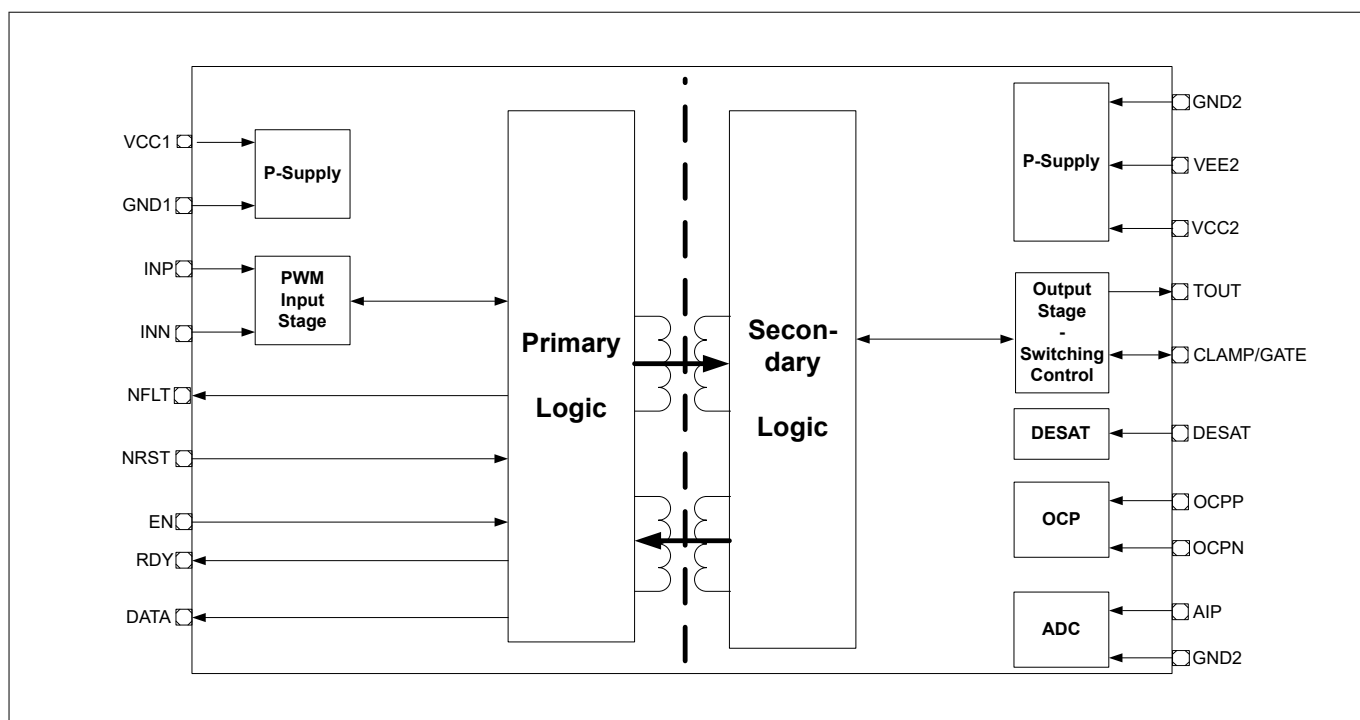 VCC1
GND1
P-Supply
INP
INN
PWM
Input
Stage
NFLT
NRST
EN
RDY
DATA
Primary
Logic
Secon-
dary
Logic
P-Supply
GND2
VEE2
VCC2
Output
Stage
-
Switching
Control
TOUT
CLAMP/GATE
DESAT
DESAT
OCP
OCPP
OCPN
ADC
AIP
GND2